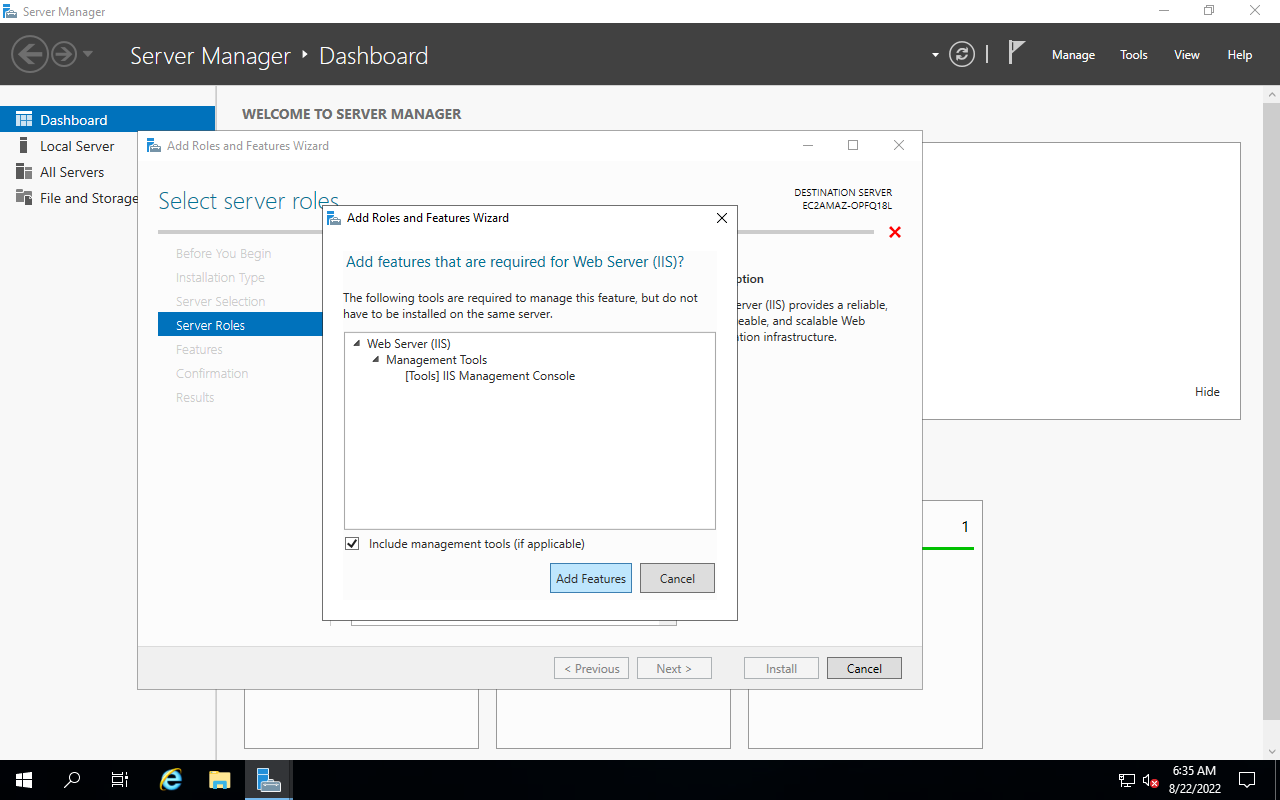 Server Manager
Server Manager ‣ Dashboard
Manage
Tools
View
Help
Dashboard
Local Server
All Servers
File and Storage
WELCOME TO SERVER MANAGER
Hide
1
Add Roles and Features Wizard
Select server roles
DESTINATION SERVER
EC2AMAZ-OPFQ18L
Before You Begin
Installation Type
Server Selection
Server Roles
Features
Confirmation
Results
erver (IIS) provides a reliable,
eable, and scalable Web
tion infrastructure.
Add Roles and Features Wizard
Add features that are required for Web Server (IIS)?
The following tools are required to manage this feature, but do not
have to be installed on the same server.
Web Server (IIS)
Management Tools
[Tools] IIS Management Console
Include management tools (if applicable)
Add Features
Cancel
< Previous
Next >
Install
Cancel
6:35 AM
8/22/2022